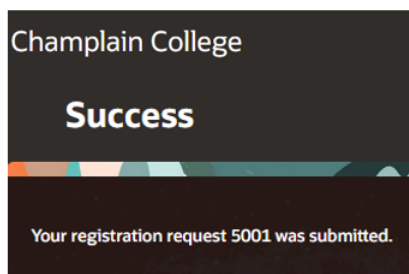 Champlain College
Success
Your registration request 5001 was submitted.